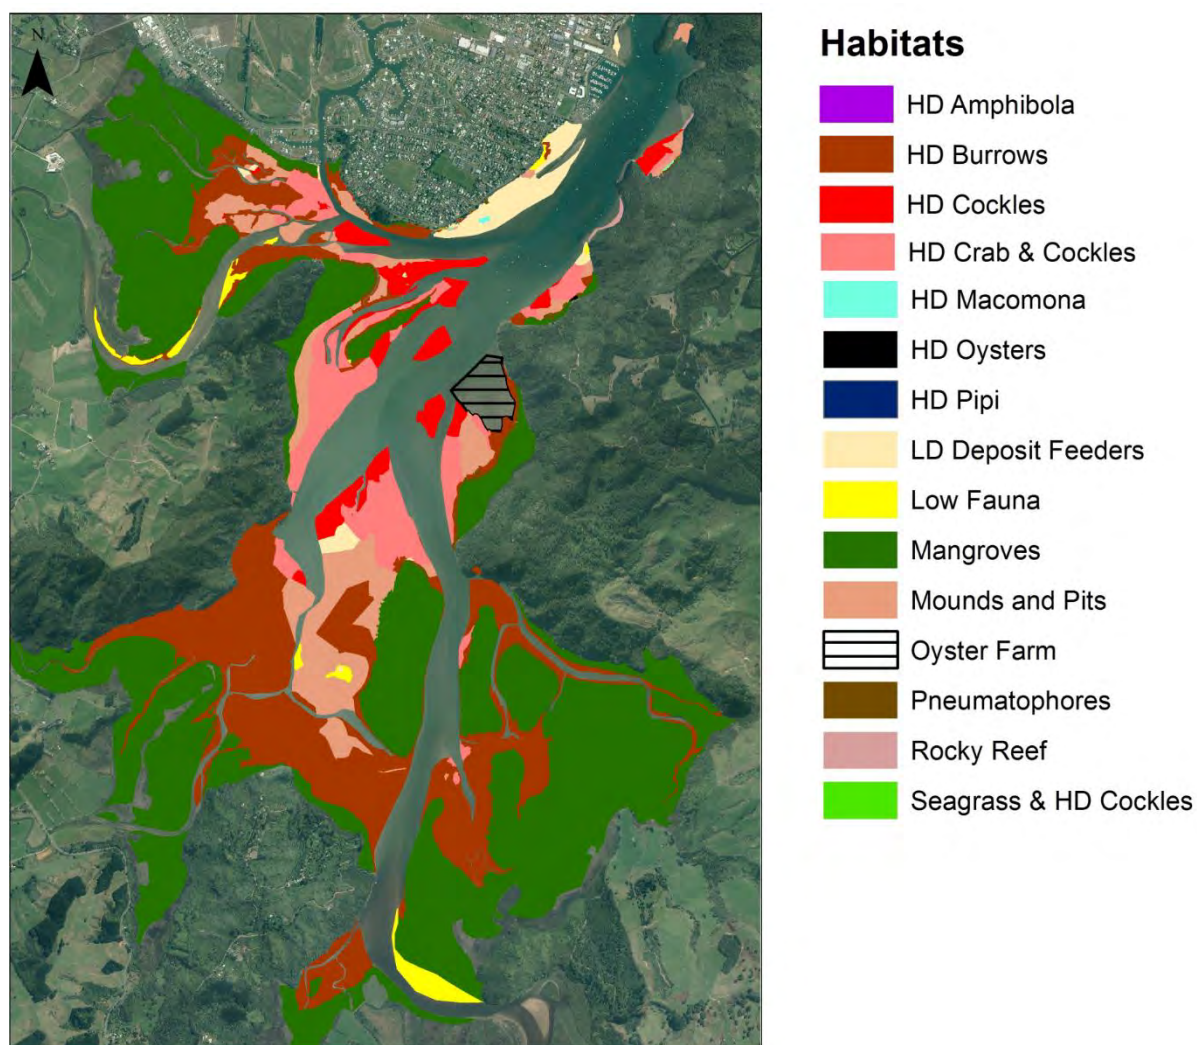 N
Habitats
HD Amphibola
HD Burrows
HD Cockles
HD Crab & Cockles
HD Macomona
HD Oysters
HD Pipi
LD Deposit Feeders
Low Fauna
Mangroves
Mounds and Pits
Oyster Farm
Pneumatophores
Rocky Reef
Seagrass & HD Cockles